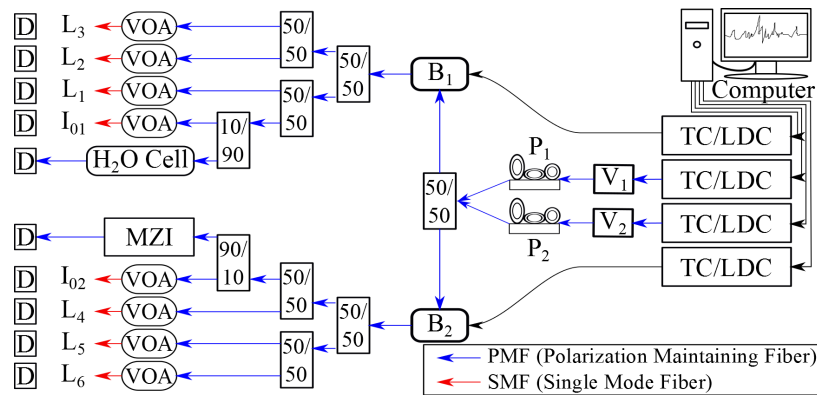 D L₃ VOA 50/
50
D L₂ VOA
50/
50
B₁
D L₁ VOA 50/
50
D I₀₁ VOA
10/
90
D H₂O Cell
Computer
TC/LDC
P₁
V₁ TC/LDC
50/
50
V₂ TC/LDC
P₂
TC/LDC
D MZI
90/
10
D I₀₂ VOA 50/
50
D L₄ VOA
50/
50
B₂
D L₅ VOA 50/
50
D L₆ VOA
PMF (Polarization Maintaining Fiber)
SMF (Single Mode Fiber)